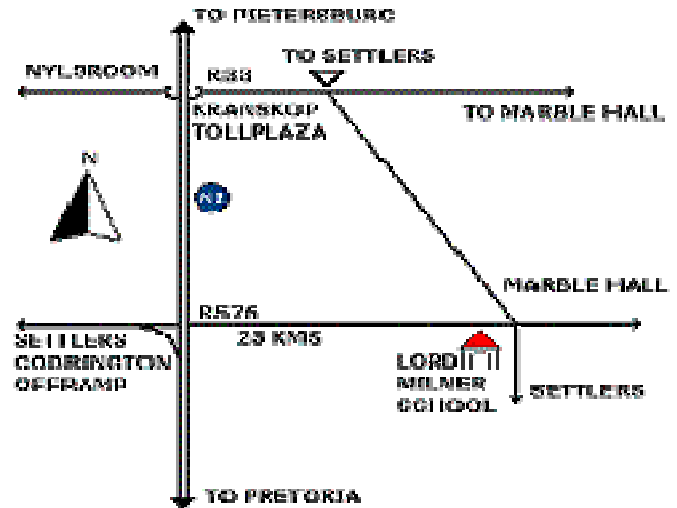 TO PIETERSBURG
TO SETTLERS
NYLSROOM
R33
KRANSKOP
TOLLPLAZA
TO MARBLE HALL
N
N1
MARBLE HALL
R576
SETTLERS
CODRINGTON
OFFRAMP
KMS
LORD
MILNER
SCHOOL
SETTLERS
TO PRETORIA